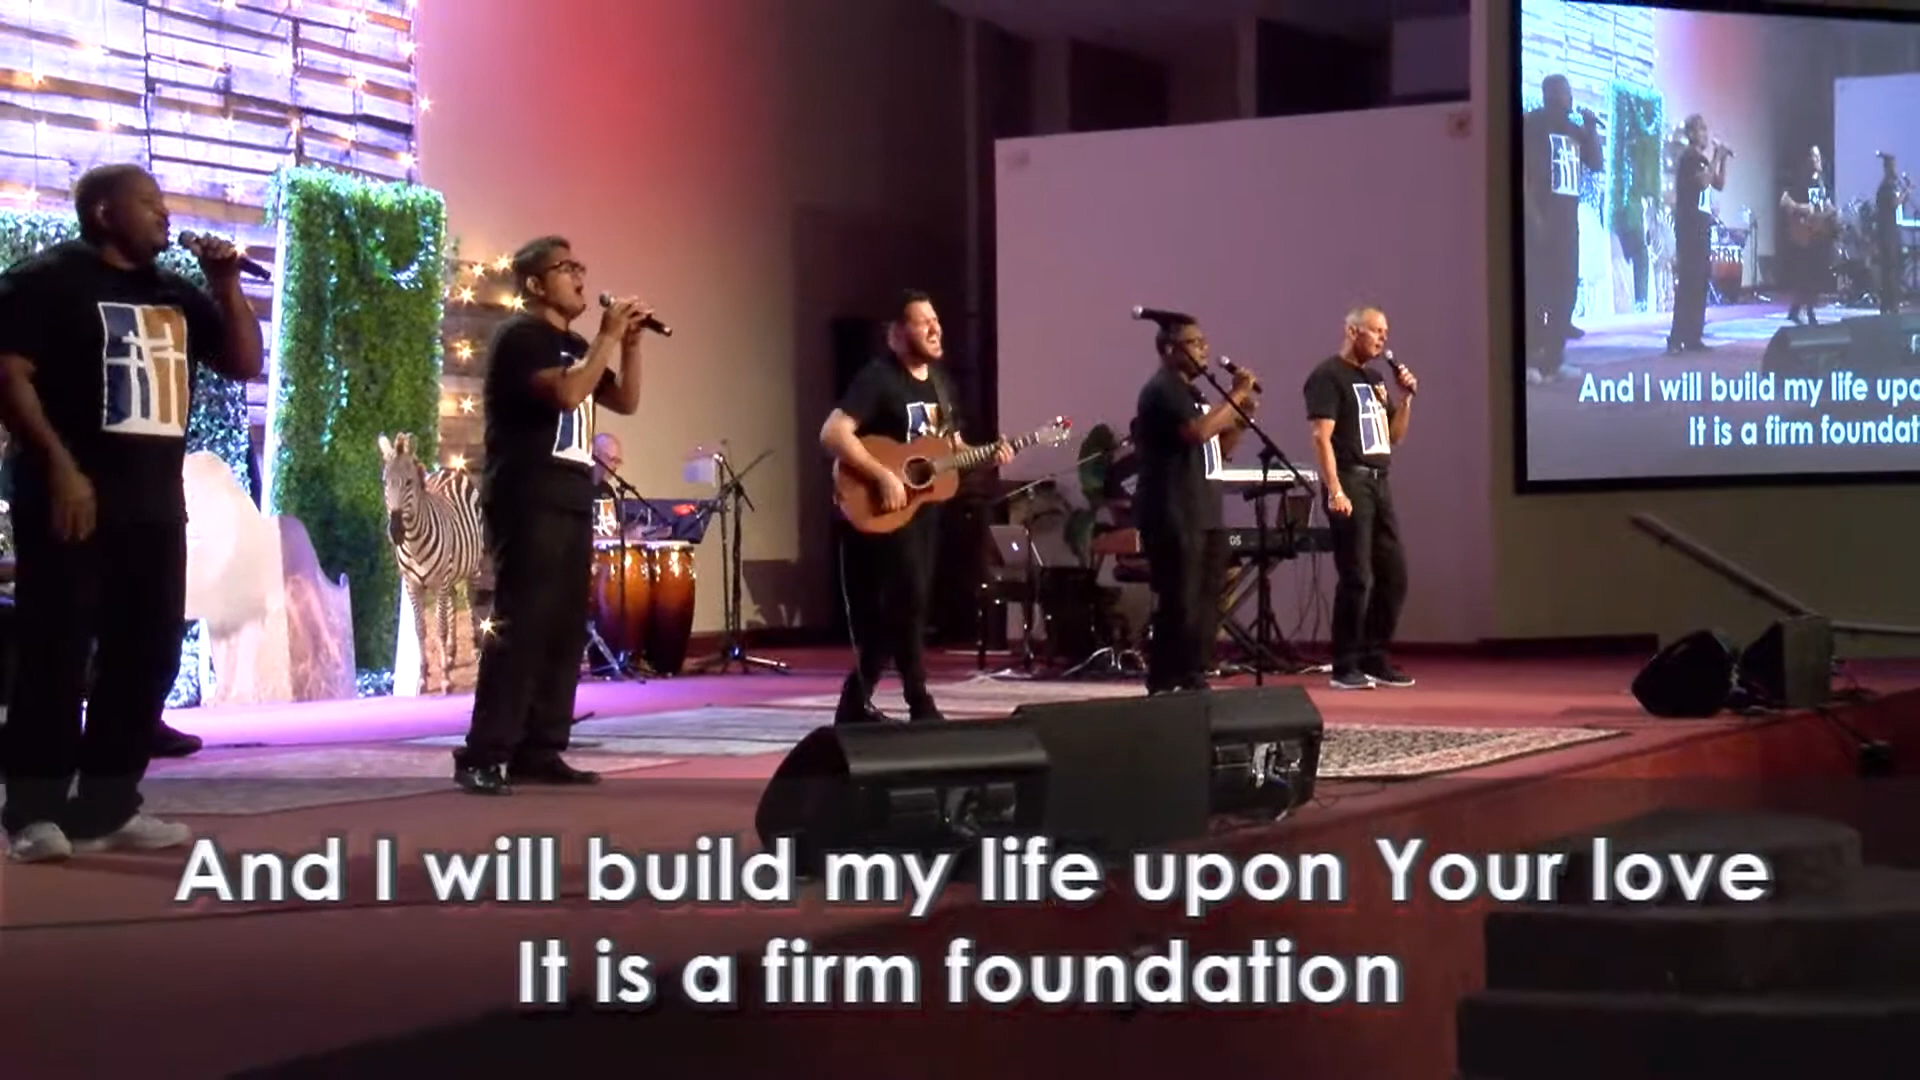 And I will build my life upo
It is a firm foundat
And I will build my life upon Your love
It is a firm foundation